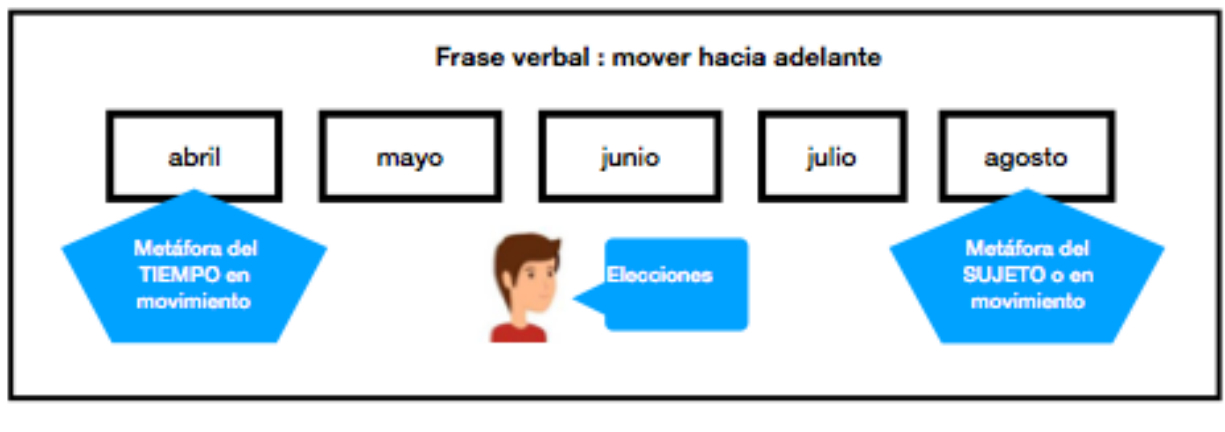 Frase verbal : mover hacia adelante
abril
mayo
junio
julio
agosto
Metáfora del
TIEMPO en
movimiento
Elecciones
Metáfora del
SUJETO o en
movimiento